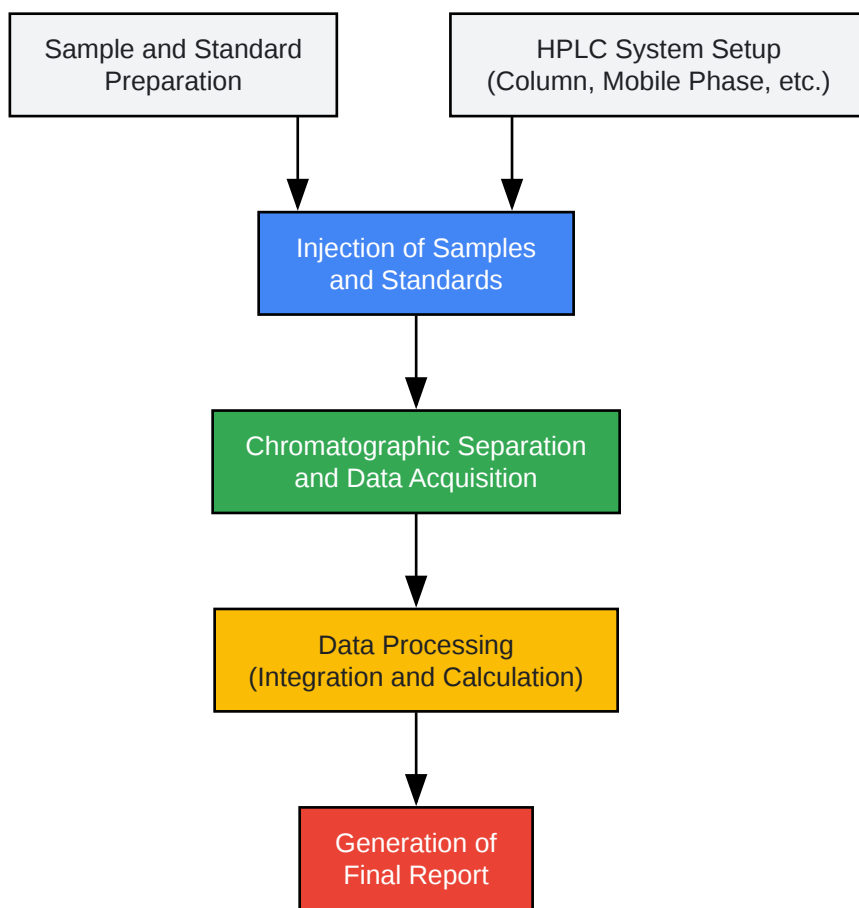 Sample and Standard
Preparation
HPLC System Setup
(Column, Mobile Phase, etc.)
Injection of Samples
and Standards
Chromatographic Separation
and Data Acquisition
Data Processing
(Integration and Calculation)
Generation of
Final Report